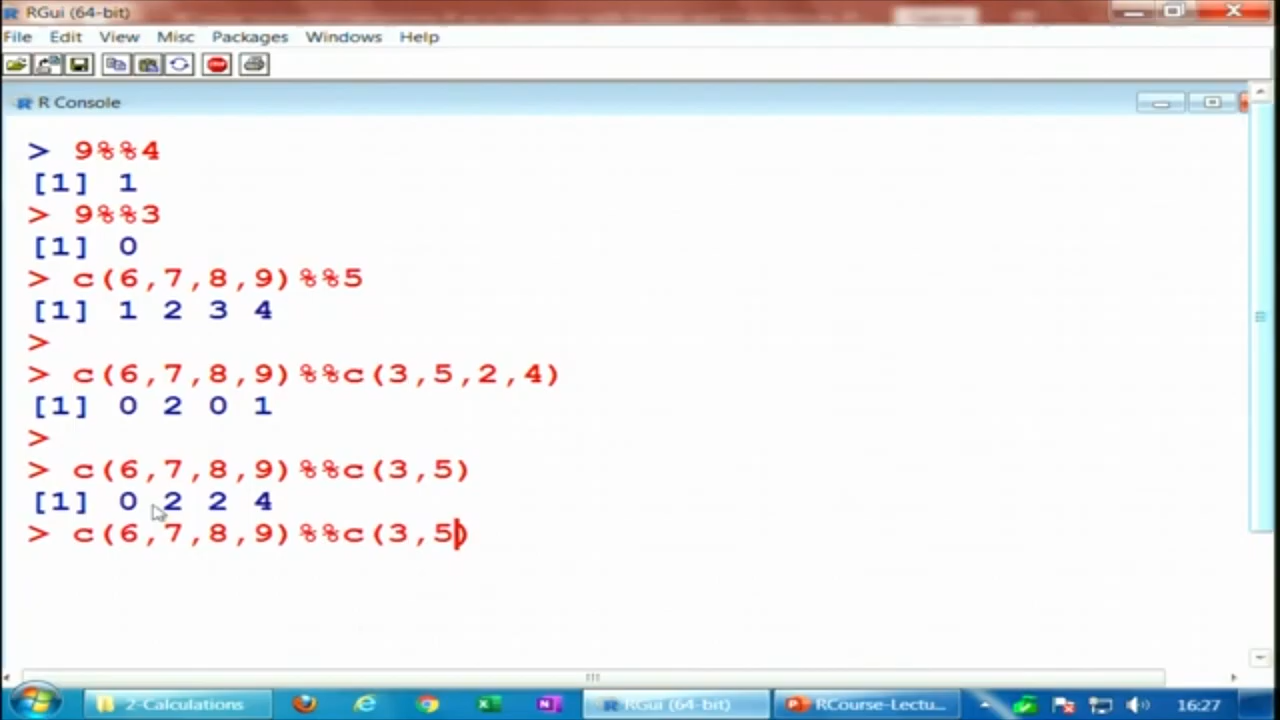 RGui (64-bit)
File Edit View Misc Packages Windows Help
R Console
> 9%%4
[1] 1
> 9%%3
[1] 0
> c(6,7,8,9)%%5
[1] 1 2 3 4
>
> c(6,7,8,9)%%c(3,5,2,4)
[1] 0 2 0 1
>
> c(6,7,8,9)%%c(3,5)
[1] 0 2 2 4
> c(6,7,8,9)%%c(3,5)
2-Calculations RGui (64-bit) RCourse-Lectu... 16:27